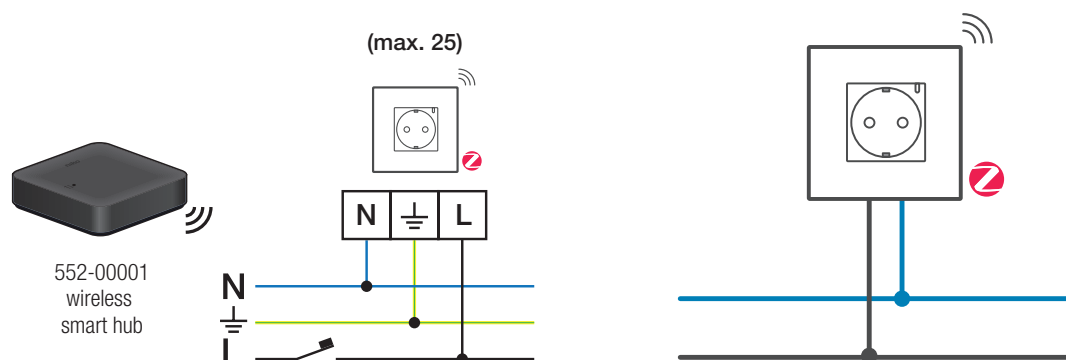 (max. 25)
N L
552-00001
wireless
smart hub
N
L